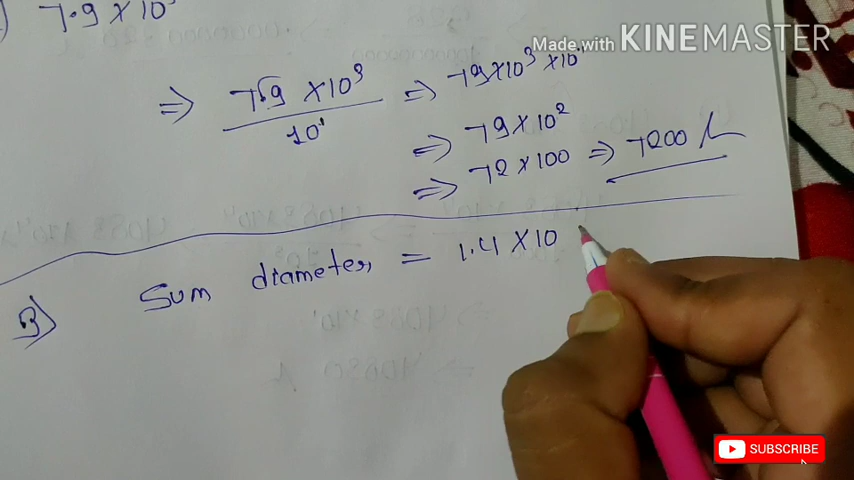 7.9 × 10³
Made with KINEMASTER
⇒ 7.9 × 10³ / 10¹ ⇒ 79 × 10³ × 10
⇒ 79 × 10²
⇒ 72 × 100 ⇒ 7200
3) Sum diameter = 1.4 × 10
SUBSCRIBE